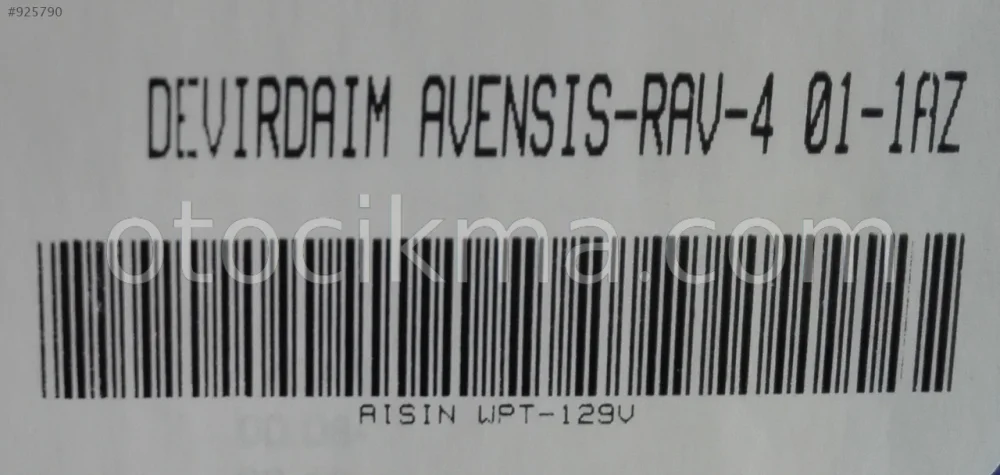 #925790
DEVIRDAIM AVENSIS-RAV-4 01-1AZ
otocikma.com
AISIN WPT-129V